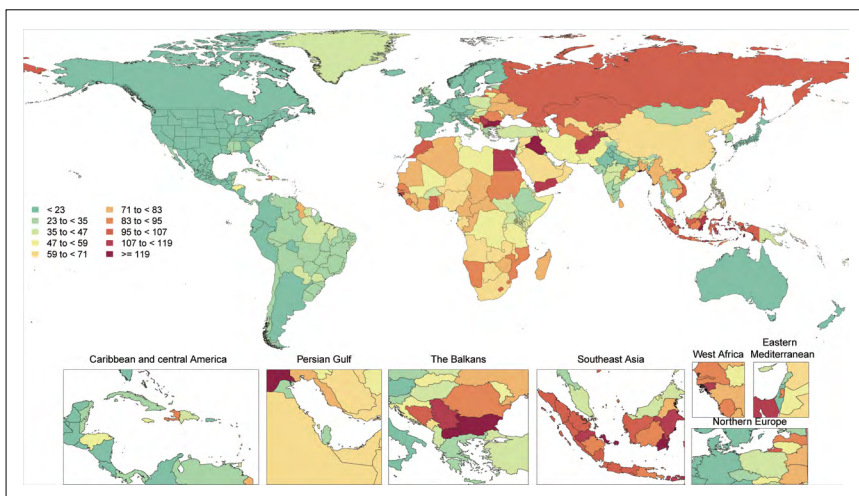 < 23
23 to < 35
35 to < 47
47 to < 59
59 to < 71
71 to < 83
83 to < 95
95 to < 107
107 to < 119
>= 119
Caribbean and central America
Persian Gulf
The Balkans
Southeast Asia
West Africa
Eastern
Mediterranean
Northern Europe